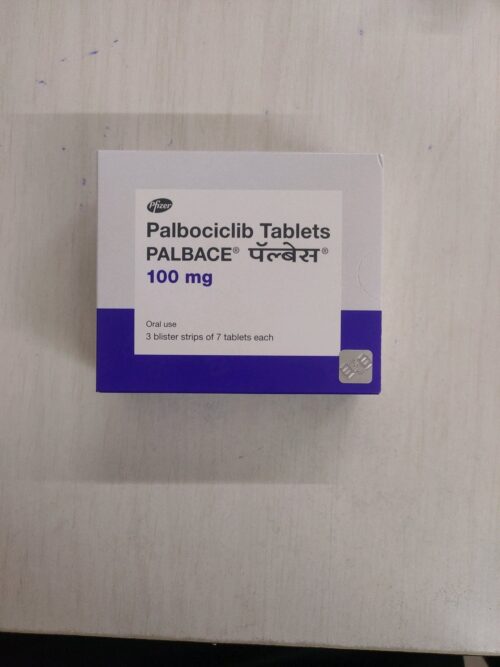 Pfizer
Palbociclib Tablets
PALBACE® पॅल्बेस®
100 mg
Oral use
3 blister strips of 7 tablets each